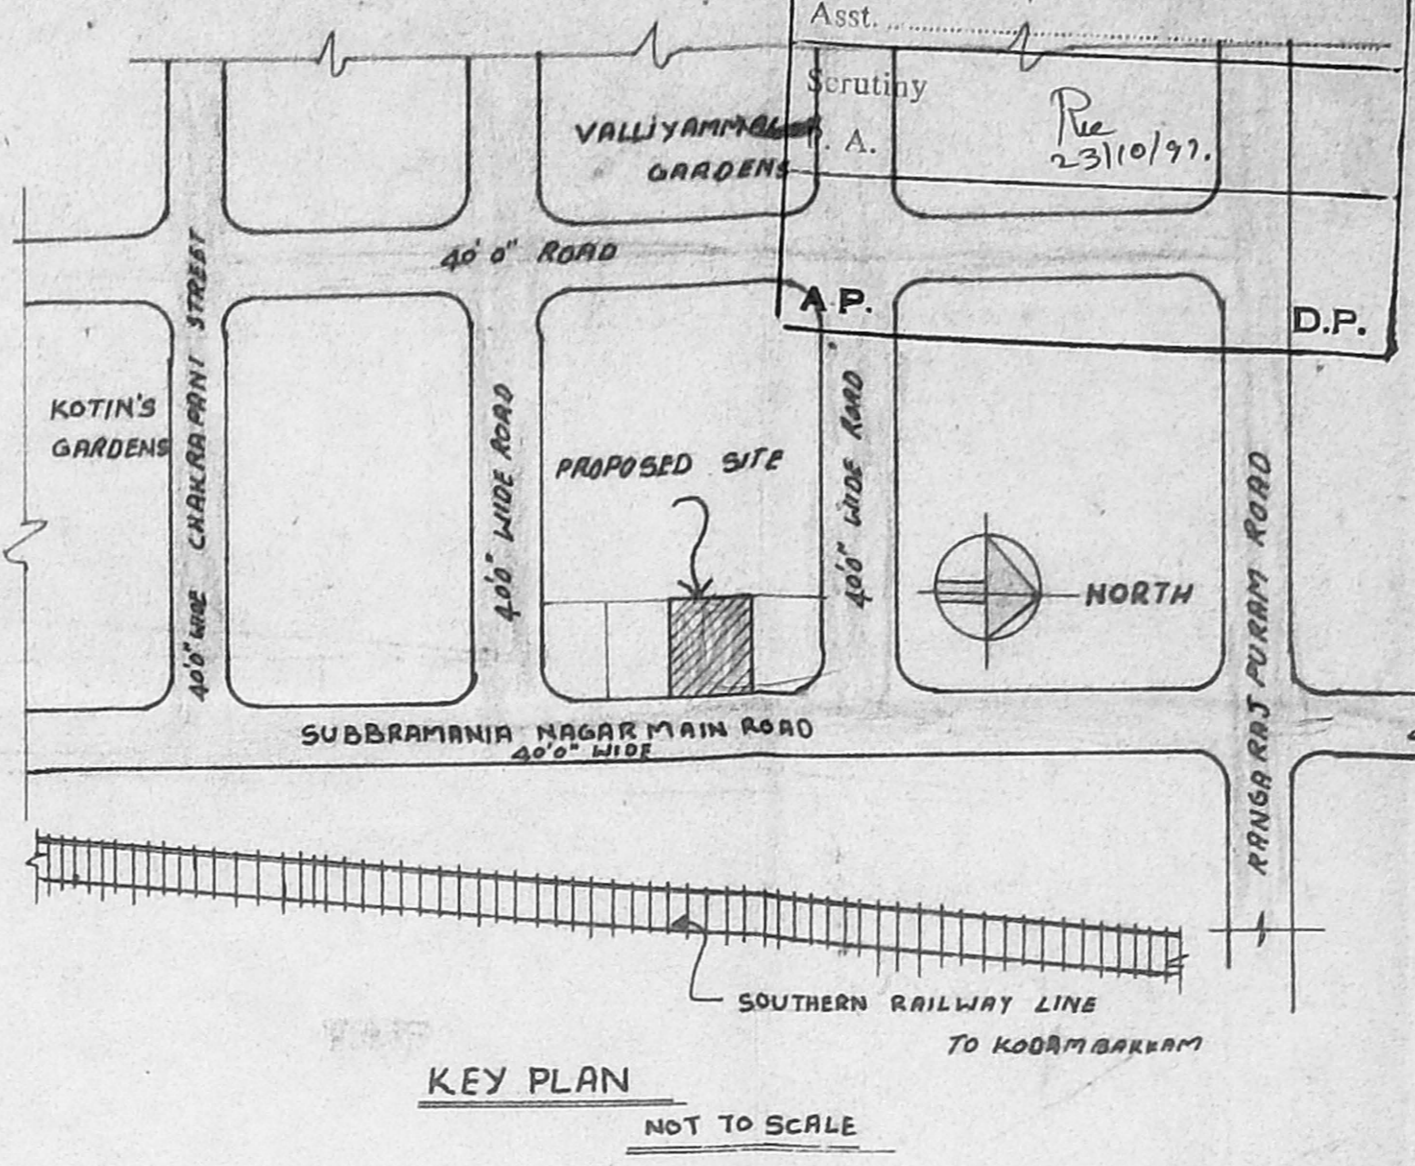 Asst.
Scrutiny
P. A.
23/10/97.
VALLIYAMMAL
GARDENS
40'0" ROAD
A.P.
D.P.
KOTIN'S
GARDENS
40'0" WIDE CHAKRAPANI STREET
40'0" WIDE ROAD
PROPOSED SITE
40'0" WIDE ROAD
NORTH
RANGARAJ PURAM ROAD
SUBBRAMANIA NAGAR MAIN ROAD
40'0" WIDE
SOUTHERN RAILWAY LINE
TO KODAMBAKKAM
KEY PLAN
NOT TO SCALE